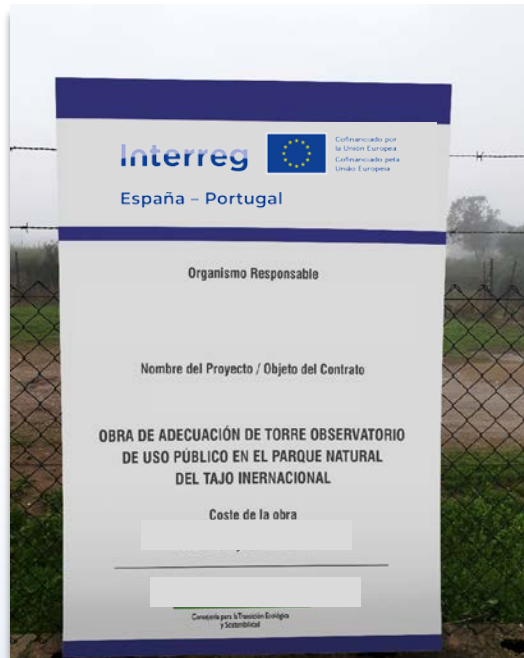 Interreg
Cofinanciado por
la Unión Europea
Cofinanciado pela
União Europeia
España – Portugal
Organismo Responsable
Nombre del Proyecto / Objeto del Contrato
OBRA DE ADECUACIÓN DE TORRE OBSERVATORIO
DE USO PÚBLICO EN EL PARQUE NATURAL
DEL TAJO INERNACIONAL
Coste de la obra
Consejería para la Transición Ecológica
y Sostenibilidad